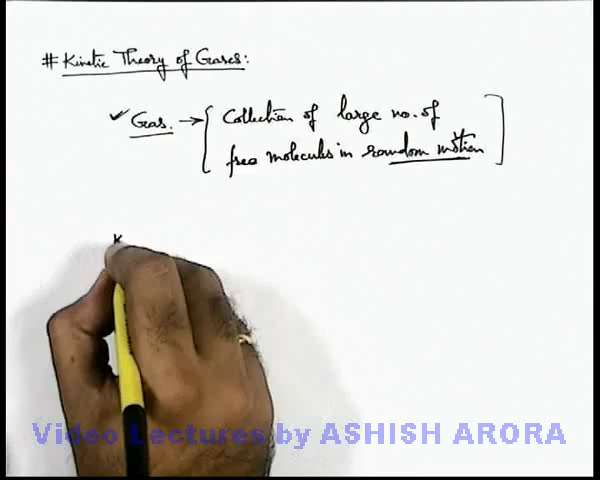 # Kinetic Theory of Gases:
✓ Gas. → { Collection of large no. of
free molecules in random motion }
K
Video Lectures by ASHISH ARORA